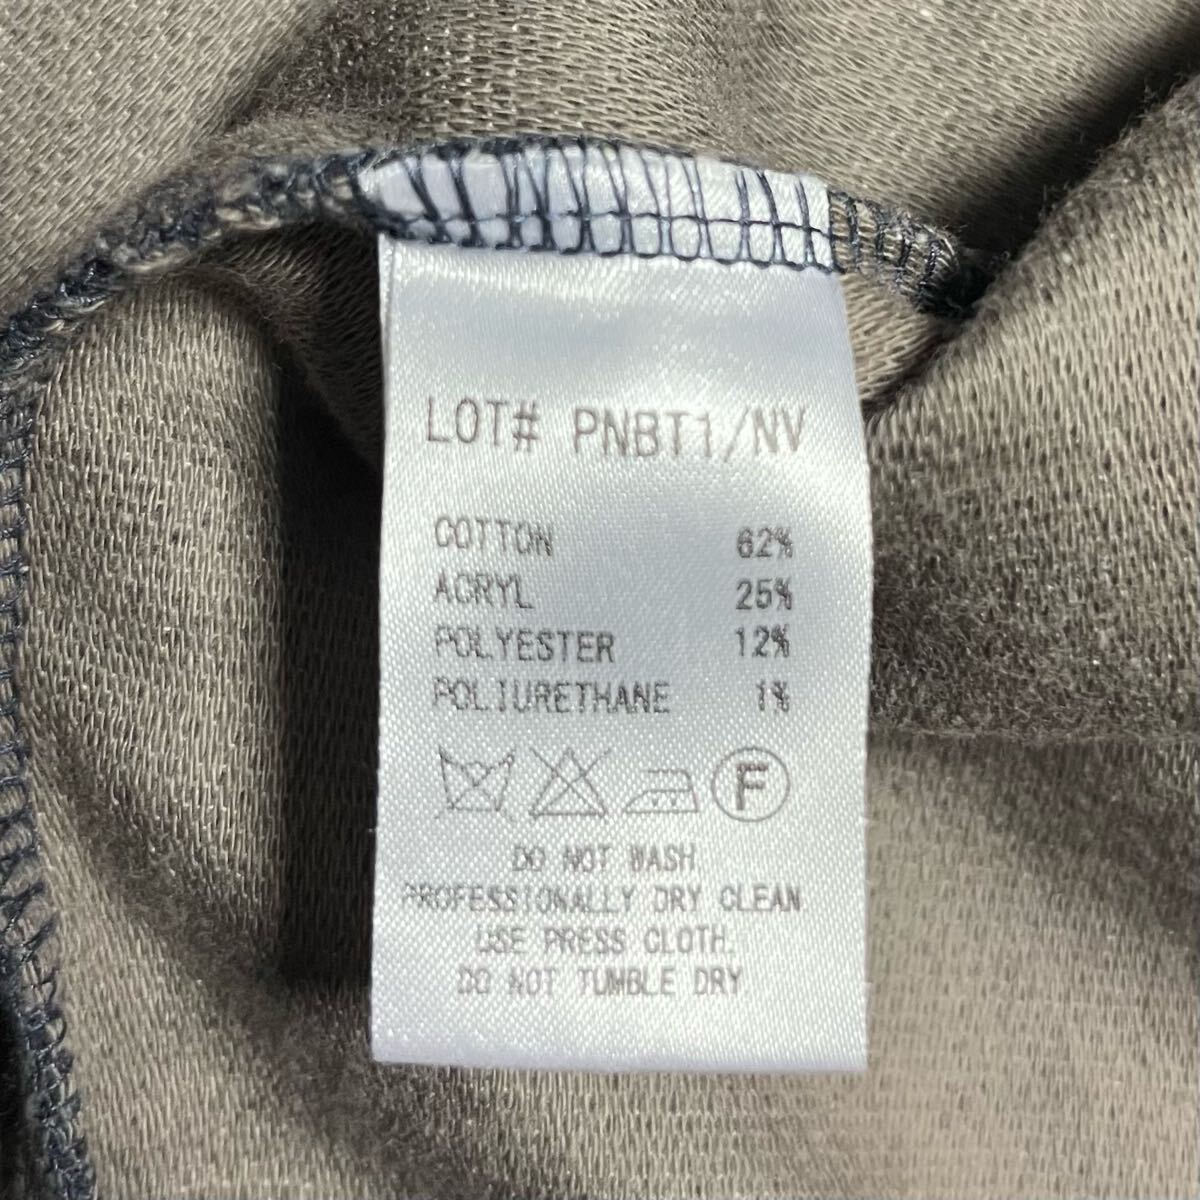 LOT# PNBT1/NV
COTTON 62%
ACRYL 25%
POLYESTER 12%
POLIURETHANE 1%
F
DO NOT WASH
PROFESSIONALLY DRY CLEAN
USE PRESS CLOTH.
DO NOT TUMBLE DRY